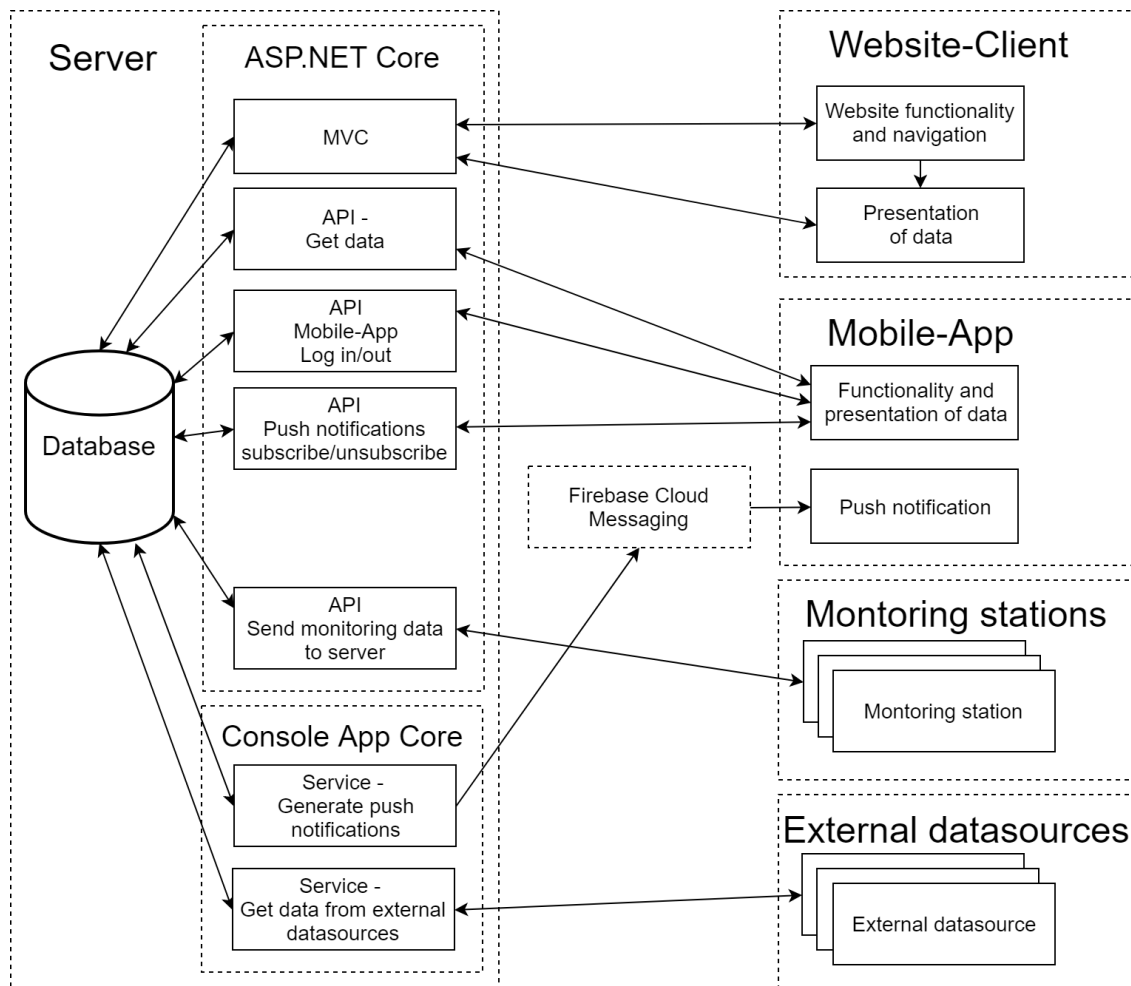 Server
ASP.NET Core
MVC
API -
Get data
API
Mobile-App
Log in/out
API
Push notifications
subscribe/unsubscribe
Database
API
Send monitoring data
to server
Console App Core
Service -
Generate push
notifications
Service -
Get data from external
datasources
Firebase Cloud
Messaging
Website-Client
Website functionality
and navigation
Presentation
of data
Mobile-App
Functionality and
presentation of data
Push notification
Montoring stations
Montoring station
External datasources
External datasource